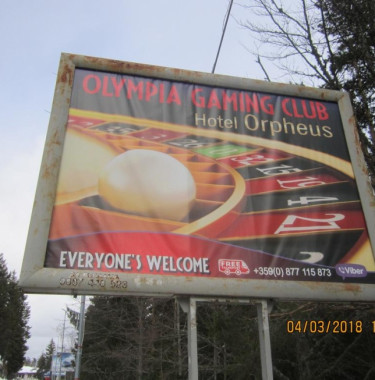 OLYMPIA GAMING CLUB
Hotel Orpheus
EVERYONE'S WELCOME
FREE
+359(0) 877 115 873
Viber
04/03/2018